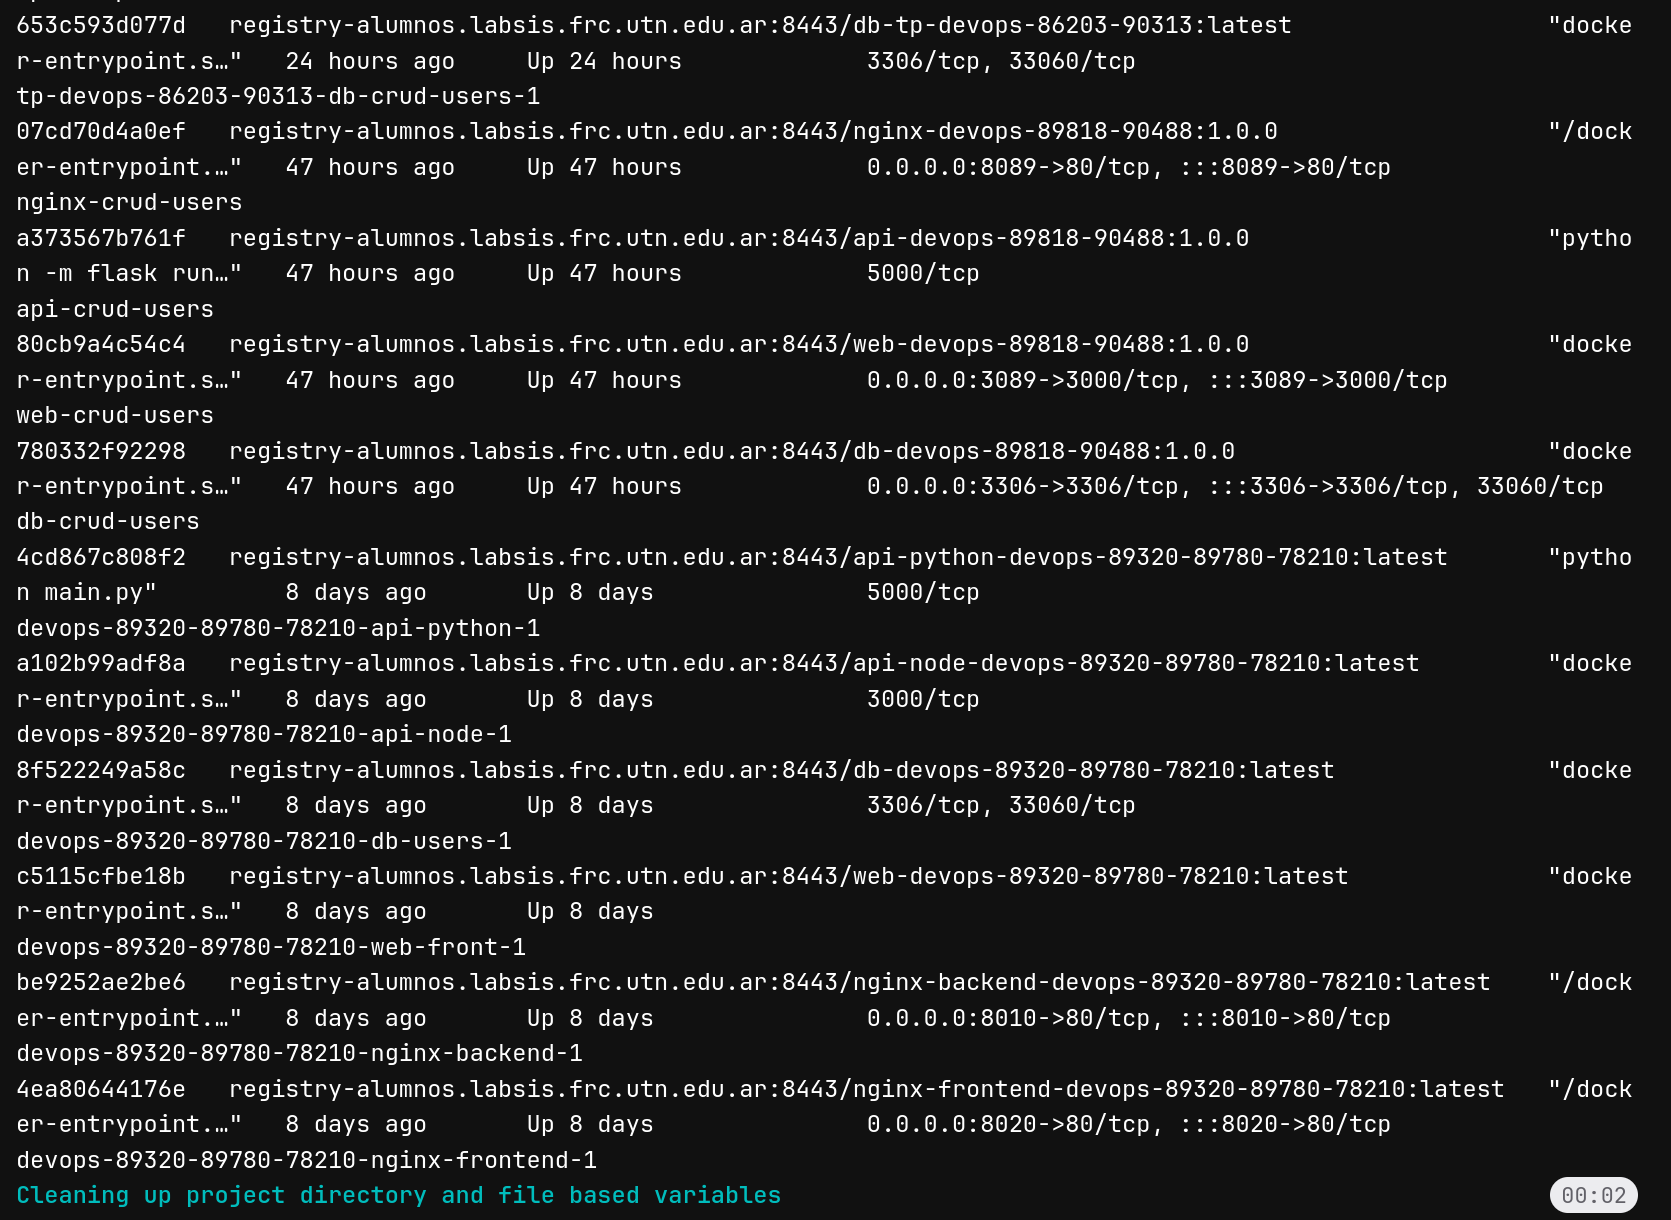 653c593d077d   registry-alumnos.labsis.frc.utn.edu.ar:8443/db-tp-devops-86203-90313:latest                  "docke
r-entrypoint.s…"   24 hours ago     Up 24 hours             3306/tcp, 33060/tcp
tp-devops-86203-90313-db-crud-users-1
07cd70d4a0ef   registry-alumnos.labsis.frc.utn.edu.ar:8443/nginx-devops-89818-90488:1.0.0                   "/dock
er-entrypoint.…"   47 hours ago     Up 47 hours             0.0.0.0:8089->80/tcp, :::8089->80/tcp
nginx-crud-users
a373567b761f   registry-alumnos.labsis.frc.utn.edu.ar:8443/api-devops-89818-90488:1.0.0                     "pytho
n -m flask run…"   47 hours ago     Up 47 hours             5000/tcp
api-crud-users
80cb9a4c54c4   registry-alumnos.labsis.frc.utn.edu.ar:8443/web-devops-89818-90488:1.0.0                     "docke
r-entrypoint.s…"   47 hours ago     Up 47 hours             0.0.0.0:3089->3000/tcp, :::3089->3000/tcp
web-crud-users
780332f92298   registry-alumnos.labsis.frc.utn.edu.ar:8443/db-devops-89818-90488:1.0.0                      "docke
r-entrypoint.s…"   47 hours ago     Up 47 hours             0.0.0.0:3306->3306/tcp, :::3306->3306/tcp, 33060/tcp
db-crud-users
4cd867c808f2   registry-alumnos.labsis.frc.utn.edu.ar:8443/api-python-devops-89320-89780-78210:latest       "pytho
n main.py"         8 days ago       Up 8 days               5000/tcp
devops-89320-89780-78210-api-python-1
a102b99adf8a   registry-alumnos.labsis.frc.utn.edu.ar:8443/api-node-devops-89320-89780-78210:latest         "docke
r-entrypoint.s…"   8 days ago       Up 8 days               3000/tcp
devops-89320-89780-78210-api-node-1
8f522249a58c   registry-alumnos.labsis.frc.utn.edu.ar:8443/db-devops-89320-89780-78210:latest               "docke
r-entrypoint.s…"   8 days ago       Up 8 days               3306/tcp, 33060/tcp
devops-89320-89780-78210-db-users-1
c5115cfbe18b   registry-alumnos.labsis.frc.utn.edu.ar:8443/web-devops-89320-89780-78210:latest              "docke
r-entrypoint.s…"   8 days ago       Up 8 days
devops-89320-89780-78210-web-front-1
be9252ae2be6   registry-alumnos.labsis.frc.utn.edu.ar:8443/nginx-backend-devops-89320-89780-78210:latest    "/dock
er-entrypoint.…"   8 days ago       Up 8 days               0.0.0.0:8010->80/tcp, :::8010->80/tcp
devops-89320-89780-78210-nginx-backend-1
4ea80644176e   registry-alumnos.labsis.frc.utn.edu.ar:8443/nginx-frontend-devops-89320-89780-78210:latest   "/dock
er-entrypoint.…"   8 days ago       Up 8 days               0.0.0.0:8020->80/tcp, :::8020->80/tcp
devops-89320-89780-78210-nginx-frontend-1
Cleaning up project directory and file based variables 00:02